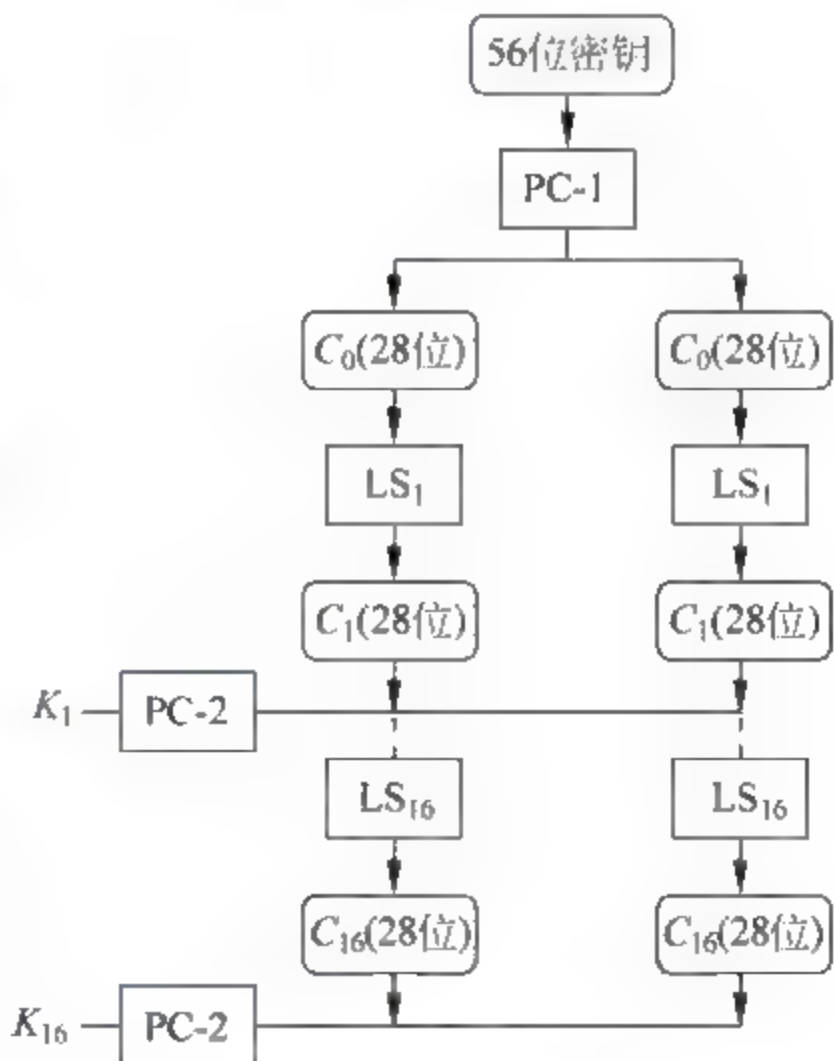 56位密钥
PC-1
C₀(28位) C₀(28位)
LS₁ LS₁
C₁(28位) C₁(28位)
K₁ PC-2
LS₁₆ LS₁₆
C₁₆(28位) C₁₆(28位)
K₁₆ PC-2